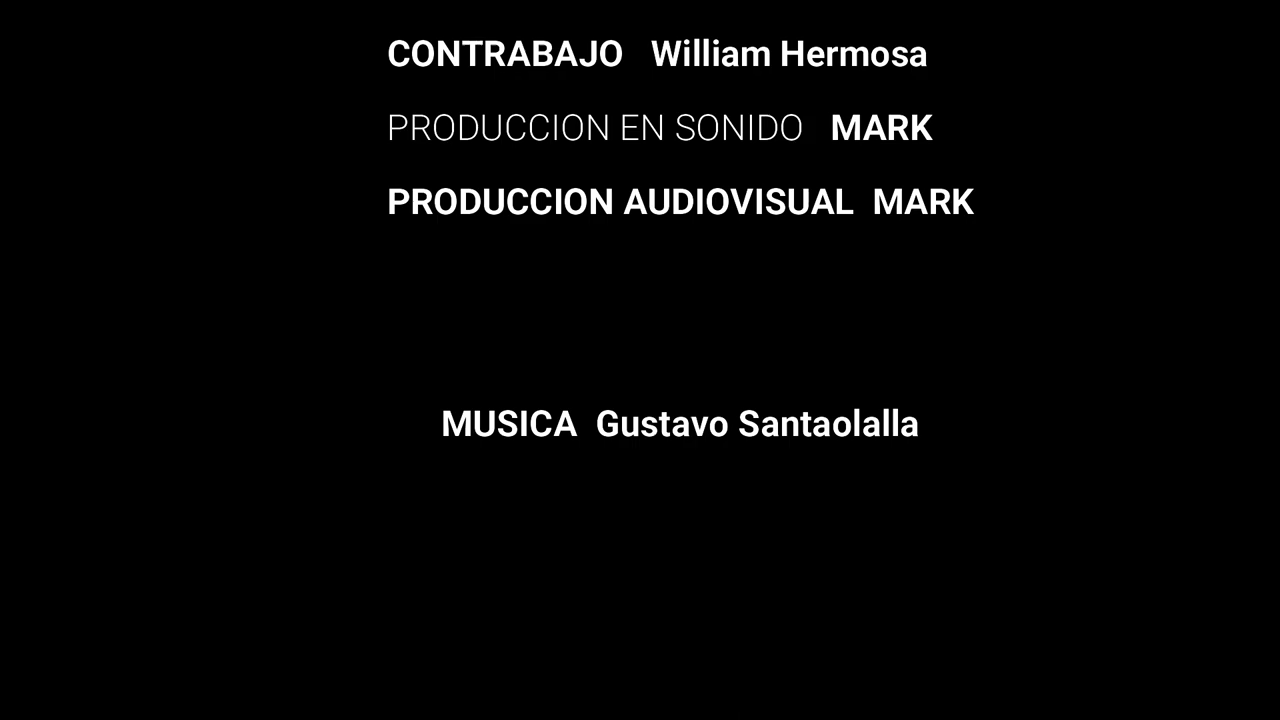 CONTRABAJO William Hermosa
PRODUCCION EN SONIDO MARK
PRODUCCION AUDIOVISUAL MARK
MUSICA Gustavo Santaolalla